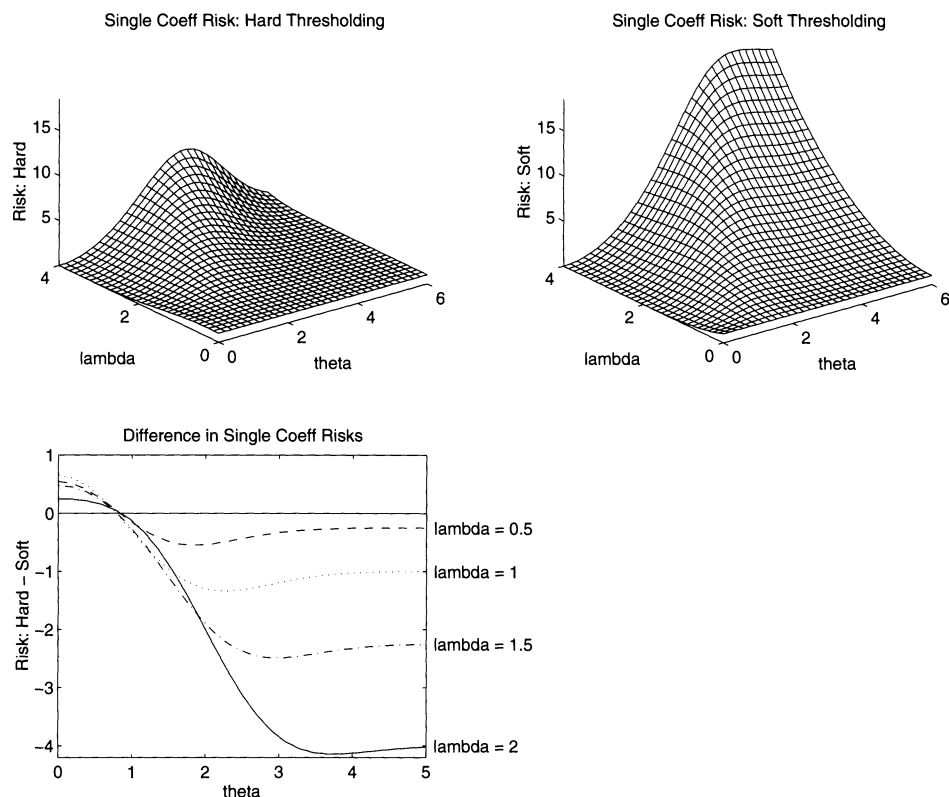 Single Coeff Risk: Hard Thresholding
Risk: Hard
15
10
5
4
2
0
lambda
0
2
4
6
theta
Single Coeff Risk: Soft Thresholding
Risk: Soft
15
10
5
4
2
0
lambda
0
2
4
6
theta
Difference in Single Coeff Risks
Risk: Hard – Soft
1
0
−1
−2
−3
−4
0
1
2
3
4
5
theta
lambda = 0.5
lambda = 1
lambda = 1.5
lambda = 2